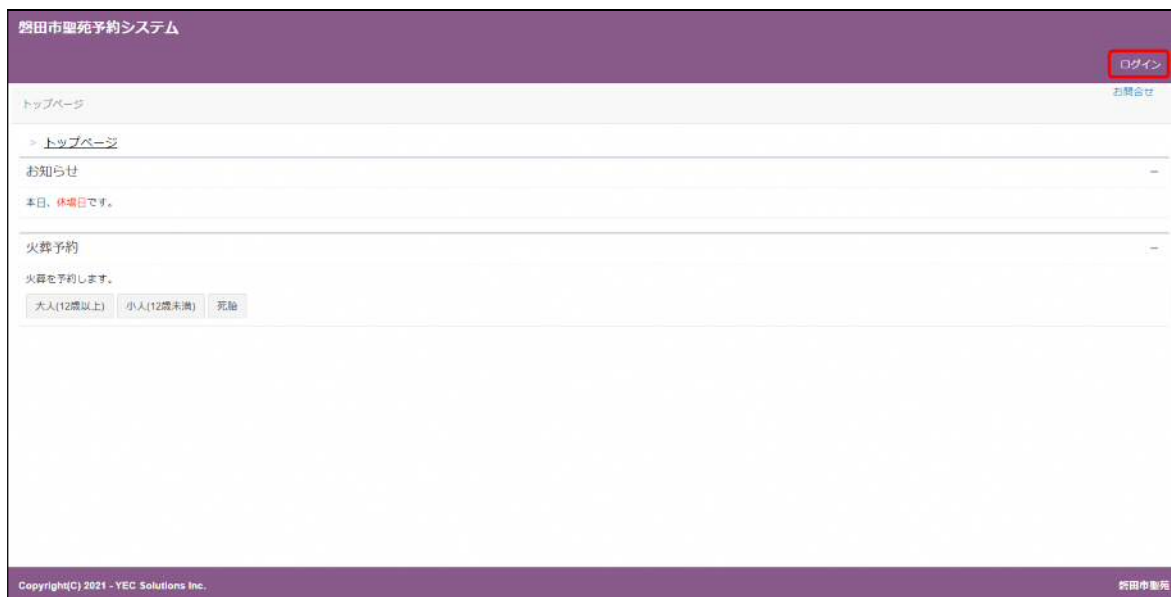 磐田市聖苑予約システム
ログイン
お問合せ
トップページ
> トップページ
お知らせ −
本日、休場日です。
火葬予約 −
火葬を予約します。
大人(12歳以上) 小人(12歳未満) 死胎
Copyright(C) 2021 - YEC Solutions Inc. 磐田市聖苑